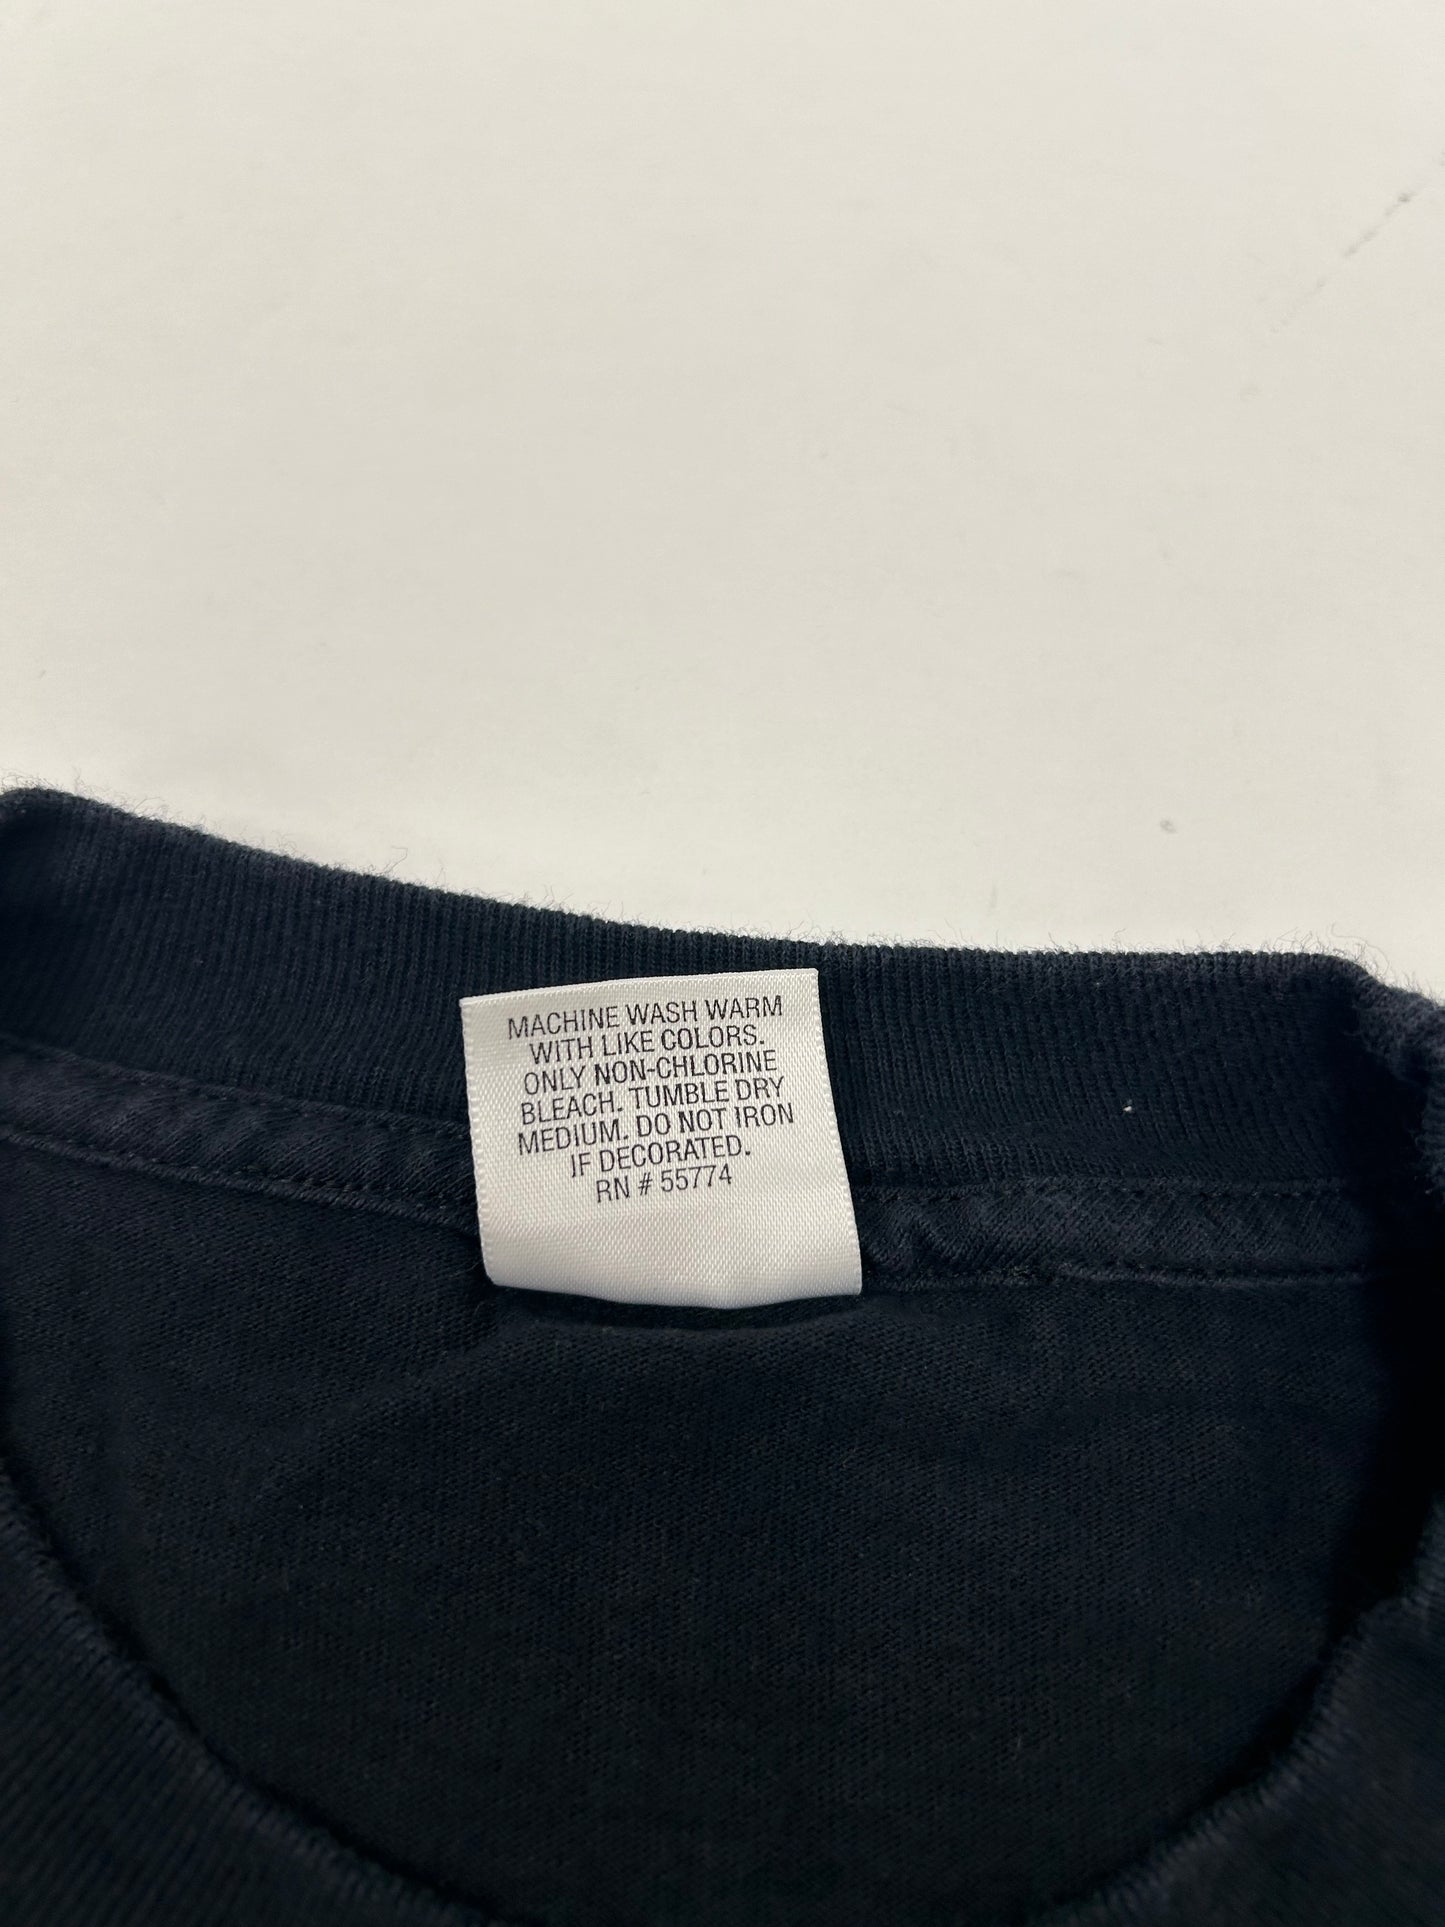 MACHINE WASH WARM
WITH LIKE COLORS.
ONLY NON-CHLORINE
BLEACH. TUMBLE DRY
MEDIUM. DO NOT IRON
IF DECORATED.
RN # 55774